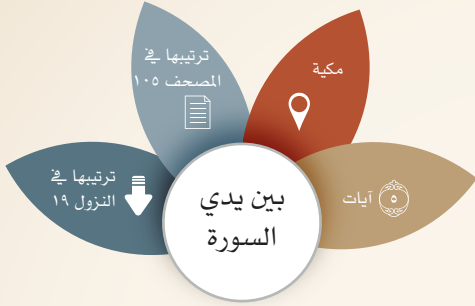 بين يدي
السورة
٥ آيات
مكية
ترتيبها في
المصحف ١٠٥
ترتيبها في
النزول ١٩